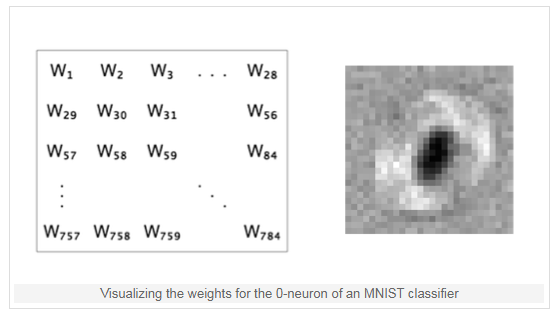 W1 W2 W3 . . . W28
W29 W30 W31 W56
W57 W58 W59 W84
W757 W758 W759 W784
Visualizing the weights for the 0-neuron of an MNIST classifier